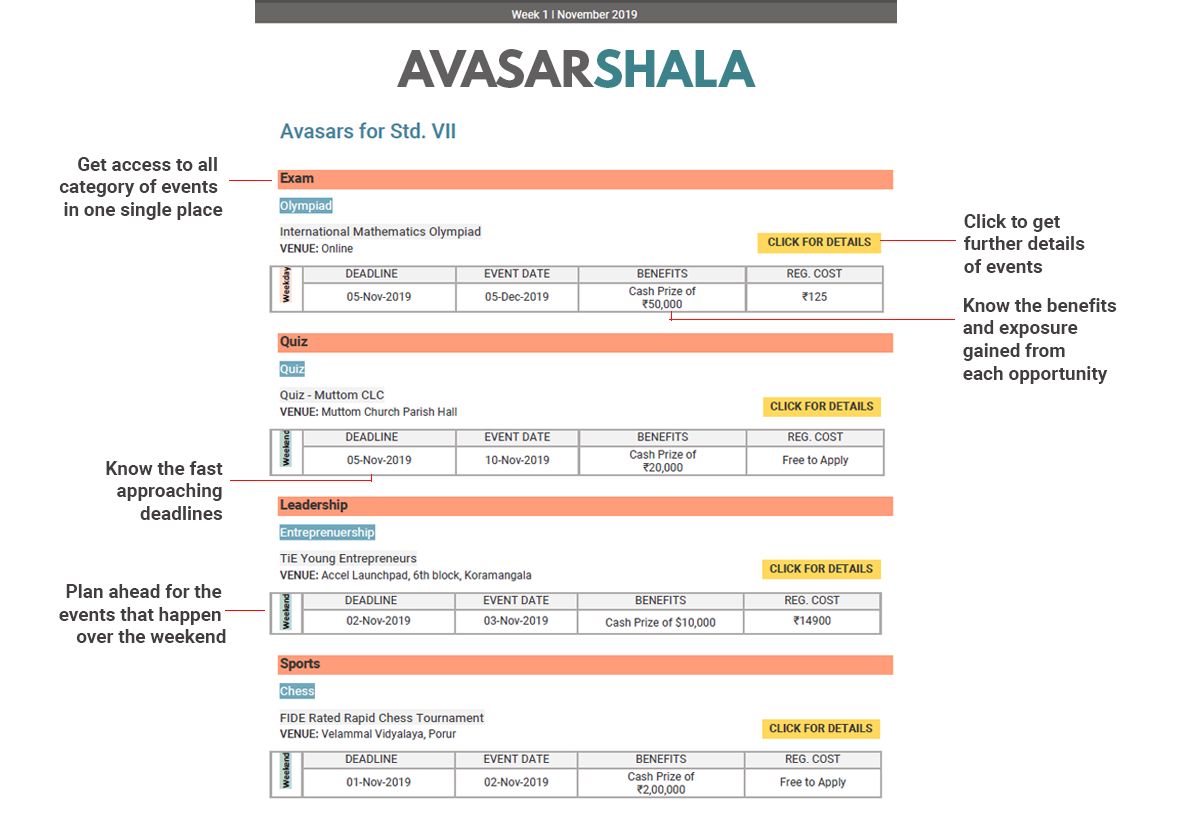 Week 1 I November 2019
AVASARSHALA
Avasars for Std. VII
Get access to all
category of events
in one single place
Exam
Olympiad
International Mathematics Olympiad
VENUE: Online
CLICK FOR DETAILS
Click to get
further details
of events
Weekday
DEADLINE EVENT DATE BENEFITS REG. COST
05-Nov-2019 05-Dec-2019 Cash Prize of
₹50,000 ₹125
Know the benefits
and exposure
gained from
each opportunity
Quiz
Quiz
Quiz - Muttom CLC
VENUE: Muttom Church Parish Hall
CLICK FOR DETAILS
Weekend
DEADLINE EVENT DATE BENEFITS REG. COST
05-Nov-2019 10-Nov-2019 Cash Prize of
₹20,000 Free to Apply
Know the fast
approaching
deadlines
Leadership
Entreprenuership
TiE Young Entrepreneurs
VENUE: Accel Launchpad, 6th block, Koramangala
CLICK FOR DETAILS
Plan ahead for the
events that happen
over the weekend
Weekend
DEADLINE EVENT DATE BENEFITS REG. COST
02-Nov-2019 03-Nov-2019 Cash Prize of $10,000 ₹14900
Sports
Chess
FIDE Rated Rapid Chess Tournament
VENUE: Velammal Vidyalaya, Porur
CLICK FOR DETAILS
Weekend
DEADLINE EVENT DATE BENEFITS REG. COST
01-Nov-2019 02-Nov-2019 Cash Prize of
₹2,00,000 Free to Apply